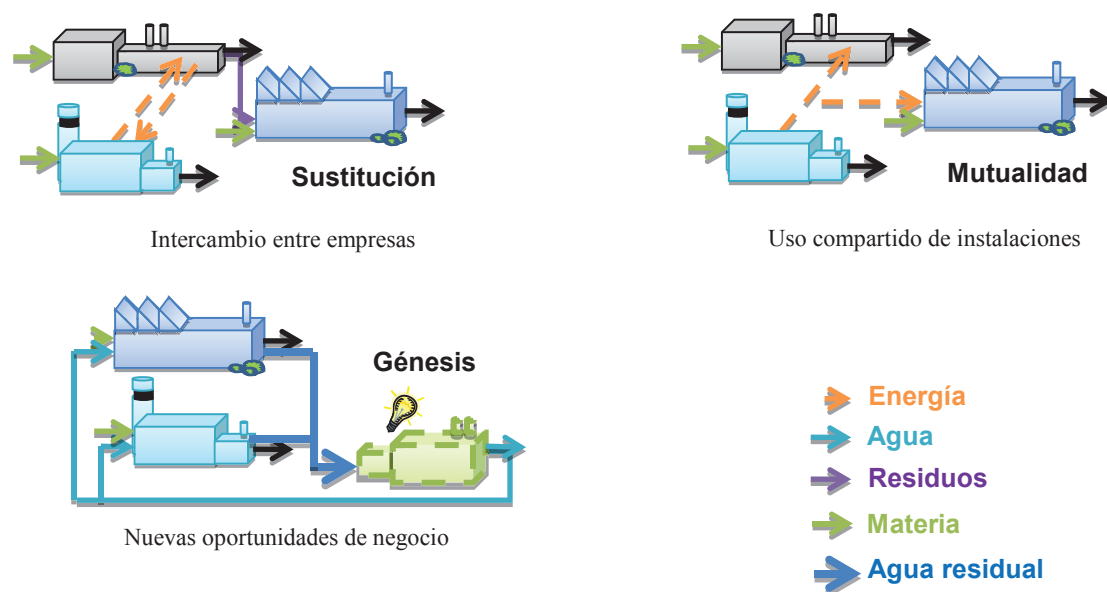 Sustitución
Intercambio entre empresas
Mutualidad
Uso compartido de instalaciones
Génesis
Nuevas oportunidades de negocio
Energía
Agua
Residuos
Materia
Agua residual